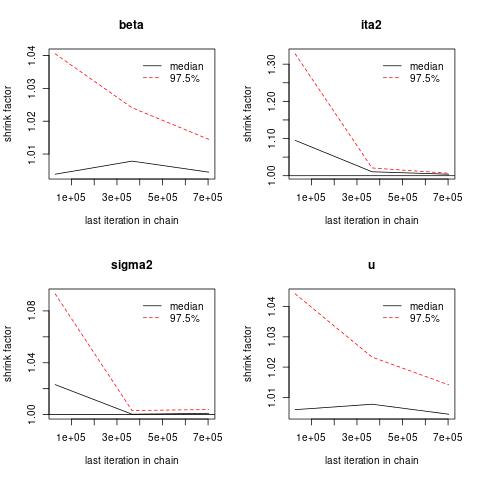 beta
shrink factor
1.01 1.02 1.03 1.04
median
97.5%
1e+05 3e+05 5e+05 7e+05
last iteration in chain
ita2
shrink factor
1.00 1.10 1.20 1.30
median
97.5%
1e+05 3e+05 5e+05 7e+05
last iteration in chain
sigma2
shrink factor
1.00 1.04 1.08
median
97.5%
1e+05 3e+05 5e+05 7e+05
last iteration in chain
u
shrink factor
1.01 1.02 1.03 1.04
median
97.5%
1e+05 3e+05 5e+05 7e+05
last iteration in chain